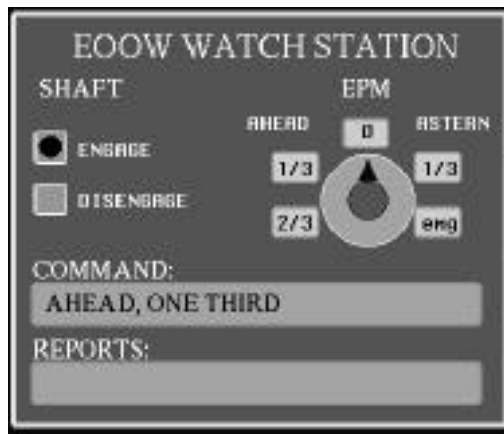 EOOW WATCH STATION
SHAFT
EPM
AHEAD
0
ASTERN
ENGAGE
1/3
1/3
DISENGAGE
2/3
emg
COMMAND:
AHEAD, ONE THIRD
REPORTS: